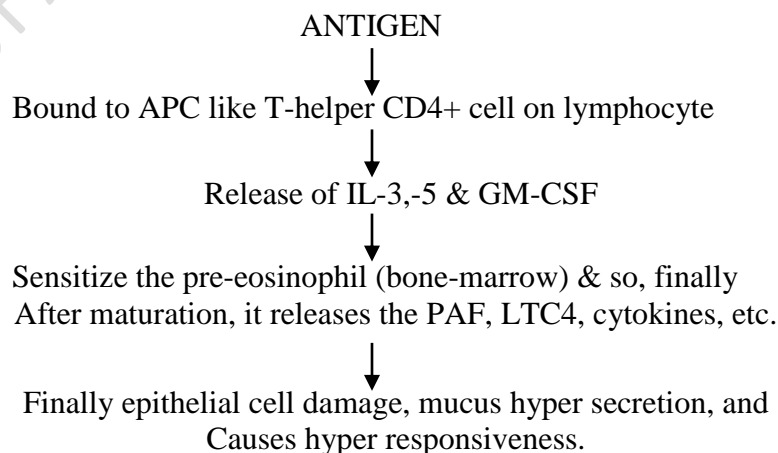 ANTIGEN
Bound to APC like T-helper CD4+ cell on lymphocyte
Release of IL-3,-5 & GM-CSF
Sensitize the pre-eosinophil (bone-marrow) & so, finally
After maturation, it releases the PAF, LTC4, cytokines, etc.
Finally epithelial cell damage, mucus hyper secretion, and
Causes hyper responsiveness.